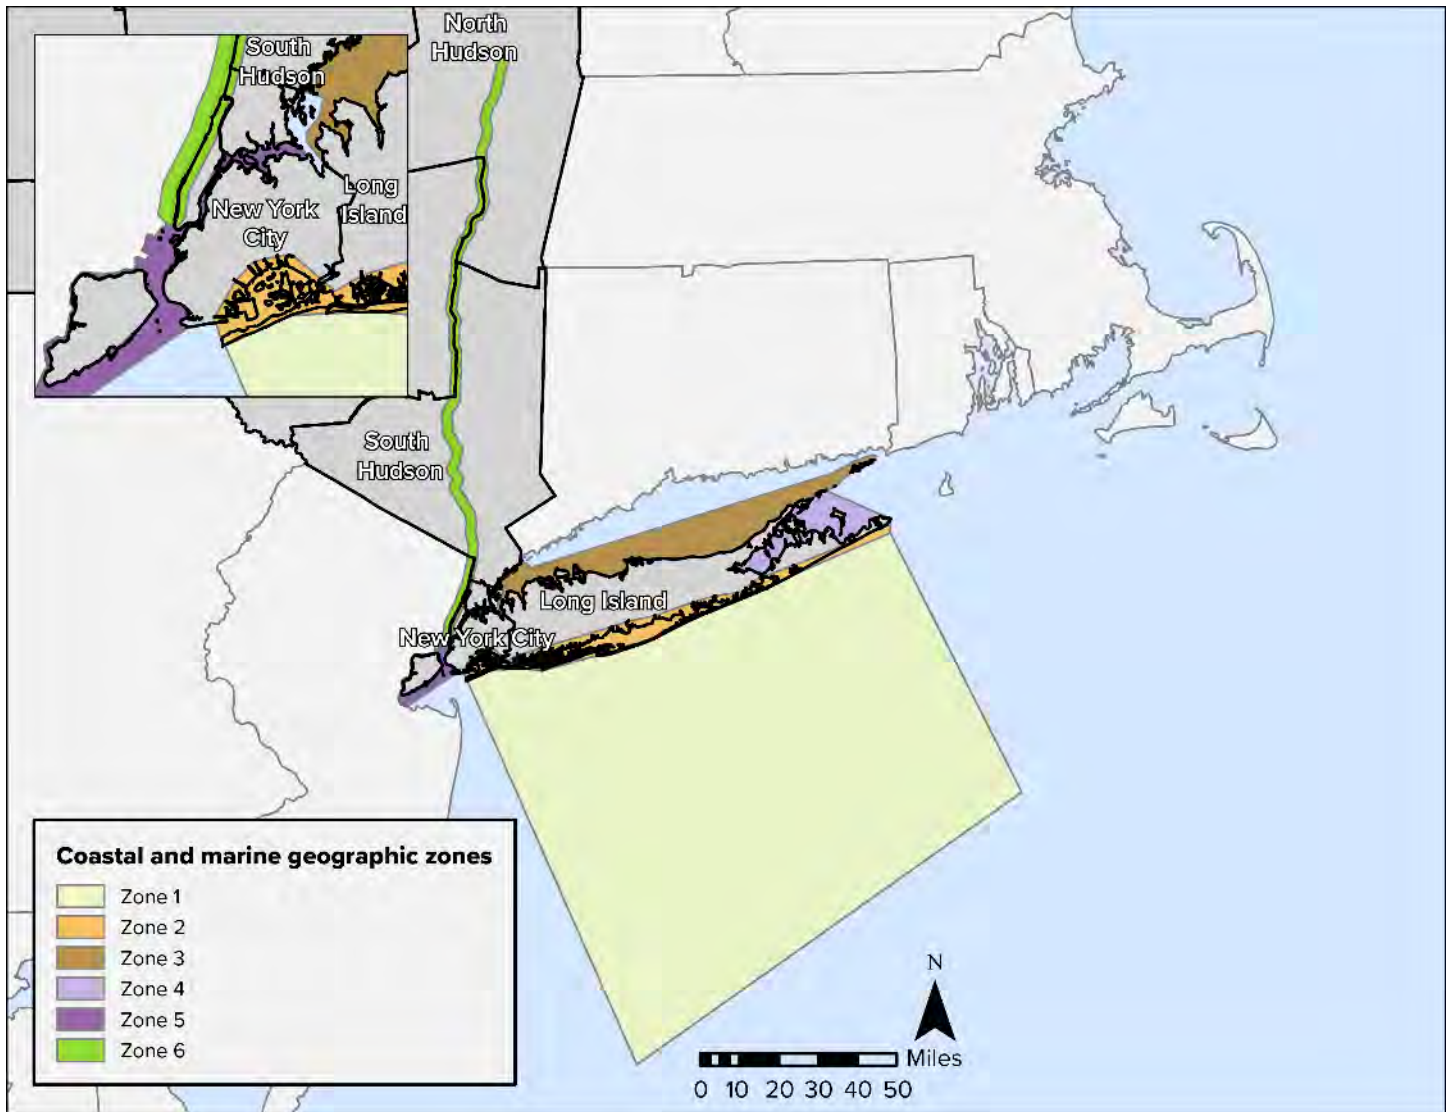 North
Hudson
South
Hudson
Long
Island
New York
City
South
Hudson
Long Island
New York City
Coastal and marine geographic zones
Zone 1
Zone 2
Zone 3
Zone 4
Zone 5
Zone 6
N
Miles
0 10 20 30 40 50